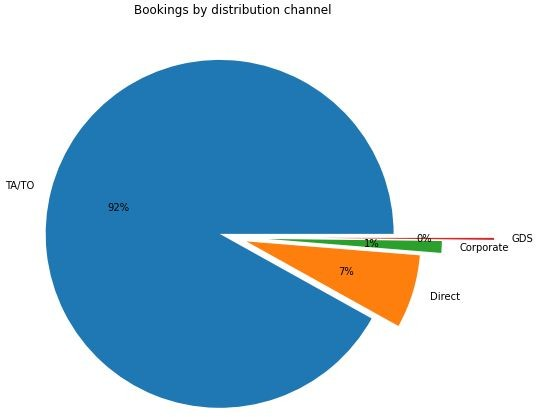 Bookings by distribution channel
TA/TO
92%
0%
GDS
1%
Corporate
7%
Direct